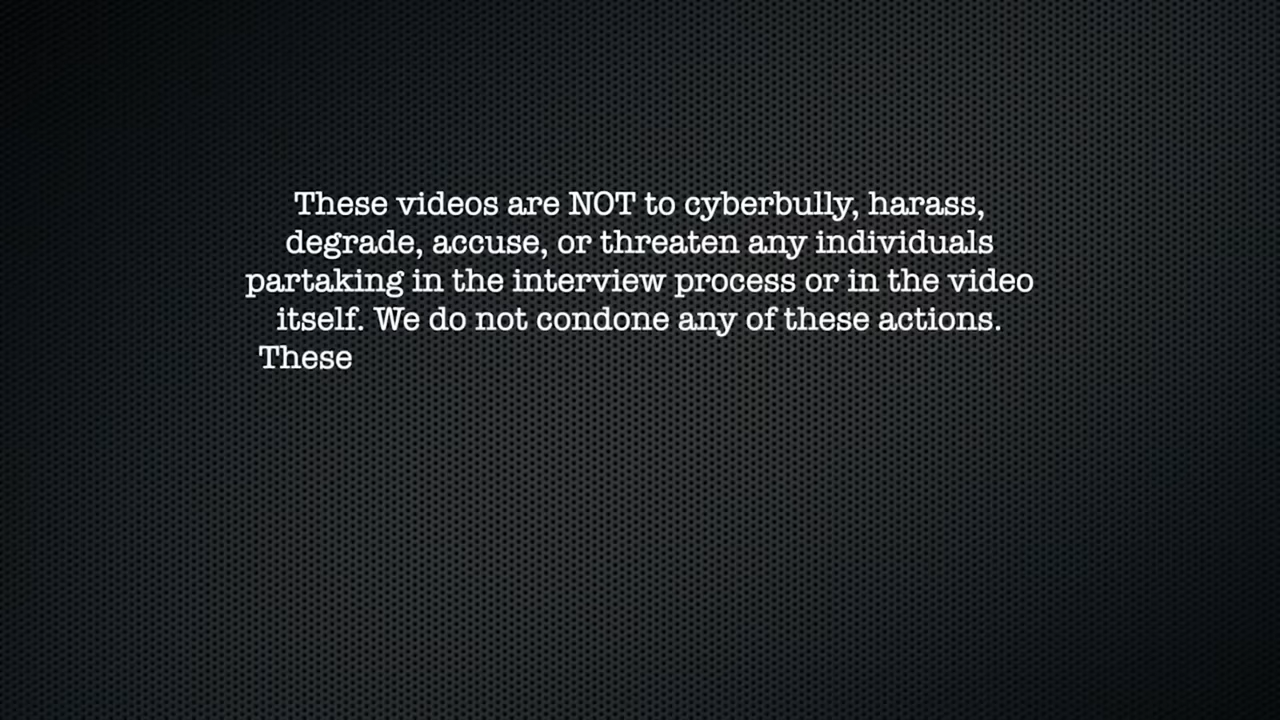 These videos are NOT to cyberbully, harass,
degrade, accuse, or threaten any individuals
partaking in the interview process or in the video
itself. We do not condone any of these actions.
These